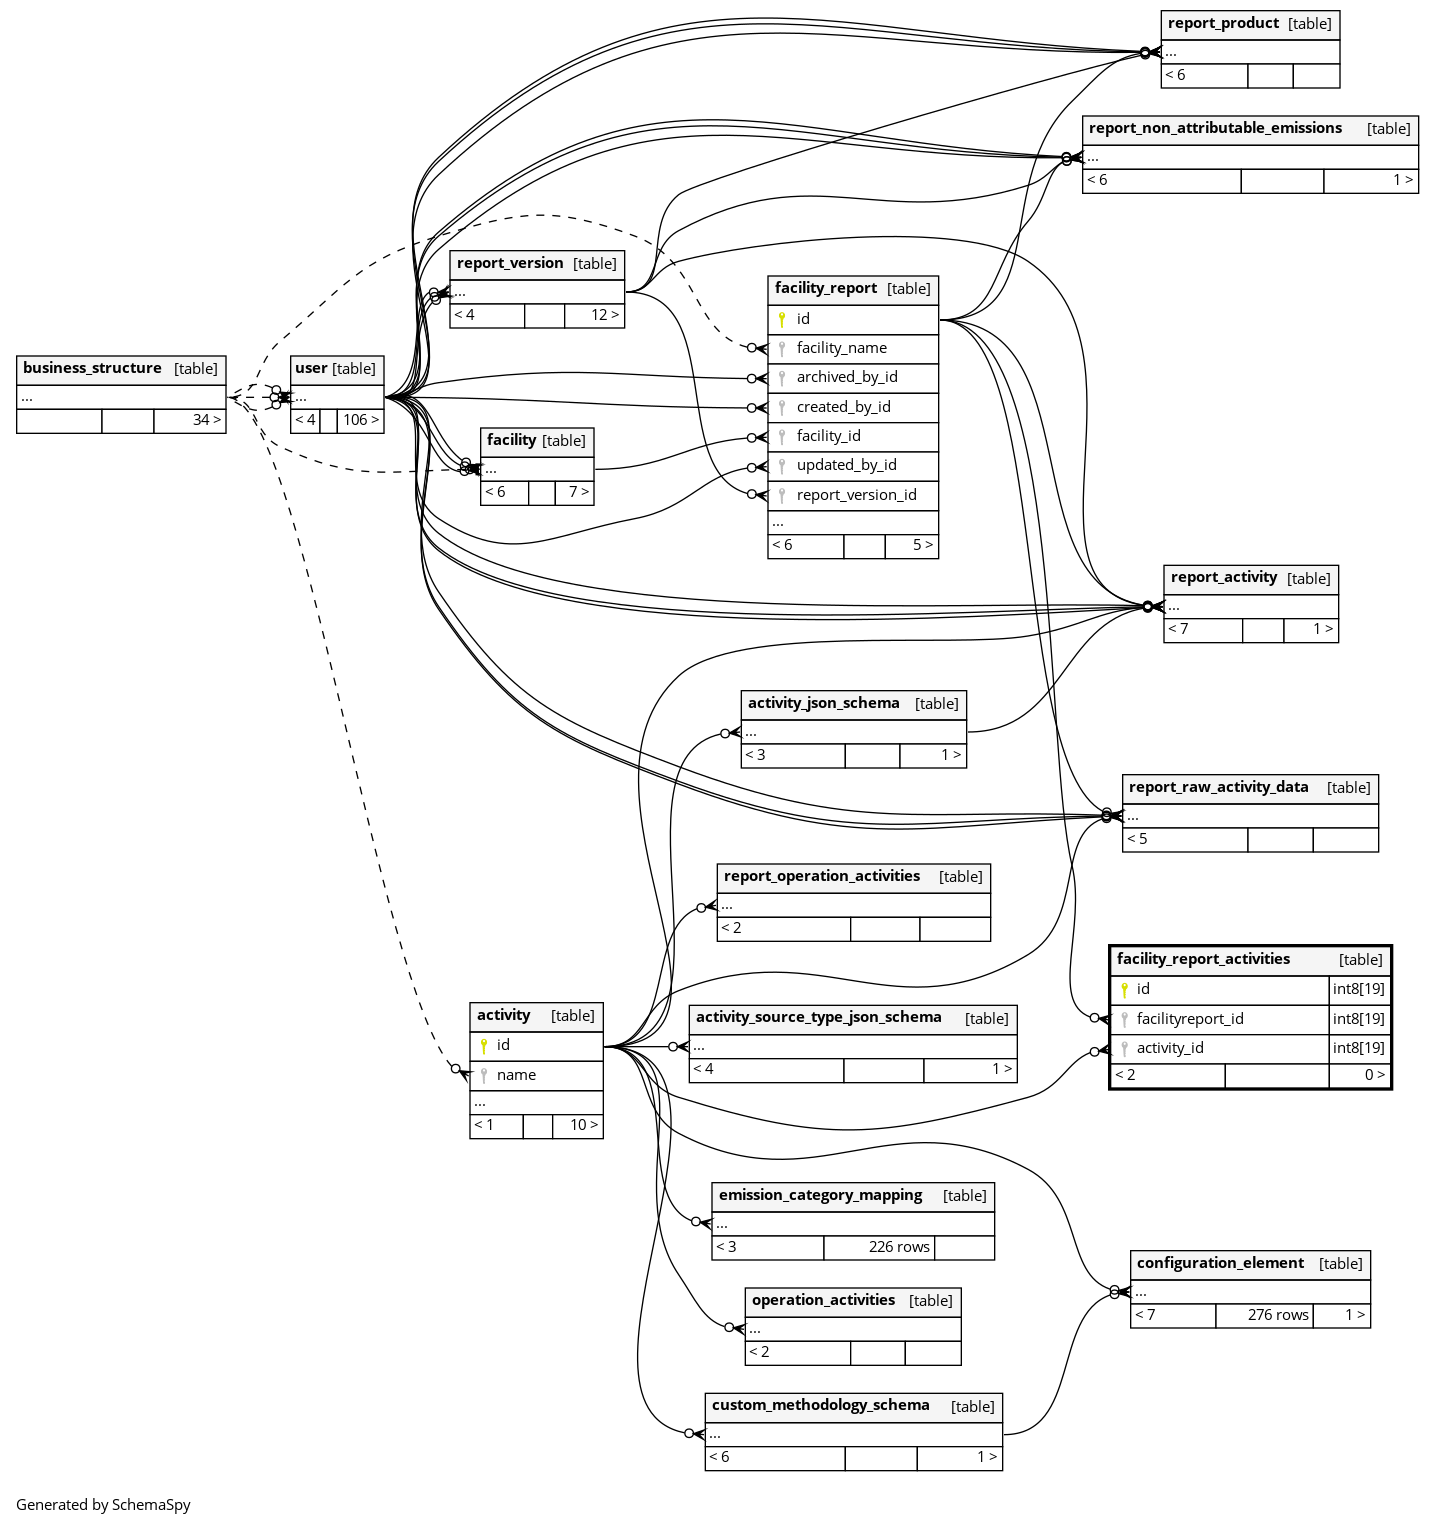 report_product [table]
...
< 6
report_non_attributable_emissions [table]
...
< 6 1 >
report_version [table]
...
< 4 12 >
facility_report [table]
id
facility_name
archived_by_id
created_by_id
facility_id
updated_by_id
report_version_id
...
< 6 5 >
business_structure [table]
...
34 >
user [table]
...
< 4 106 >
facility [table]
...
< 6 7 >
report_activity [table]
...
< 7 1 >
activity_json_schema [table]
...
< 3 1 >
report_raw_activity_data [table]
...
< 5
report_operation_activities [table]
...
< 2
facility_report_activities [table]
id int8[19]
facilityreport_id int8[19]
activity_id int8[19]
< 2 0 >
activity [table]
id
name
...
< 1 10 >
activity_source_type_json_schema [table]
...
< 4 1 >
emission_category_mapping [table]
...
< 3 226 rows
configuration_element [table]
...
< 7 276 rows 1 >
operation_activities [table]
...
< 2
custom_methodology_schema [table]
...
< 6 1 >
Generated by SchemaSpy